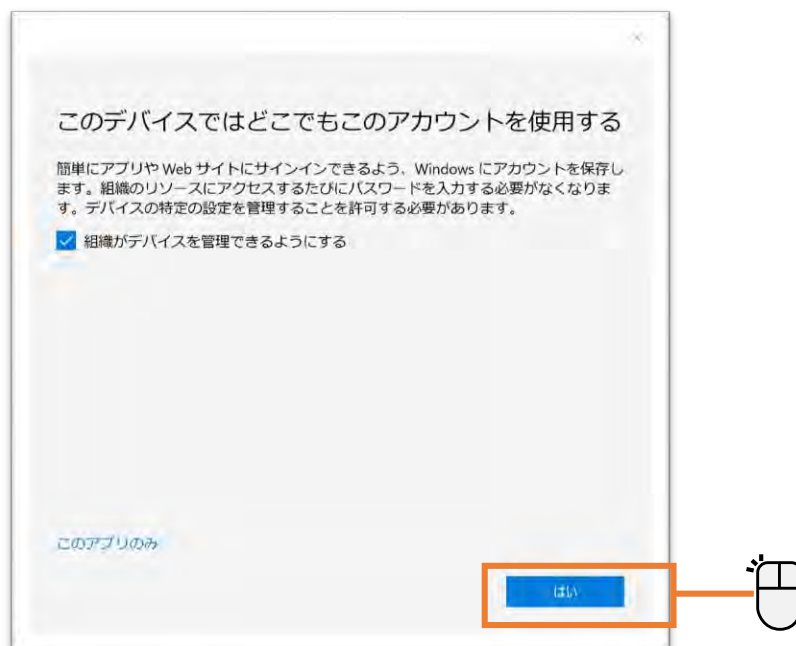 このデバイスではどこでもこのアカウントを使用する
簡単にアプリや Web サイトにサインインできるよう、Windows にアカウントを保存し
ます。組織のリソースにアクセスするたびにパスワードを入力する必要がなくなりま
す。デバイスの特定の設定を管理することを許可する必要があります。
組織がデバイスを管理できるようにする
このアプリのみ
はい